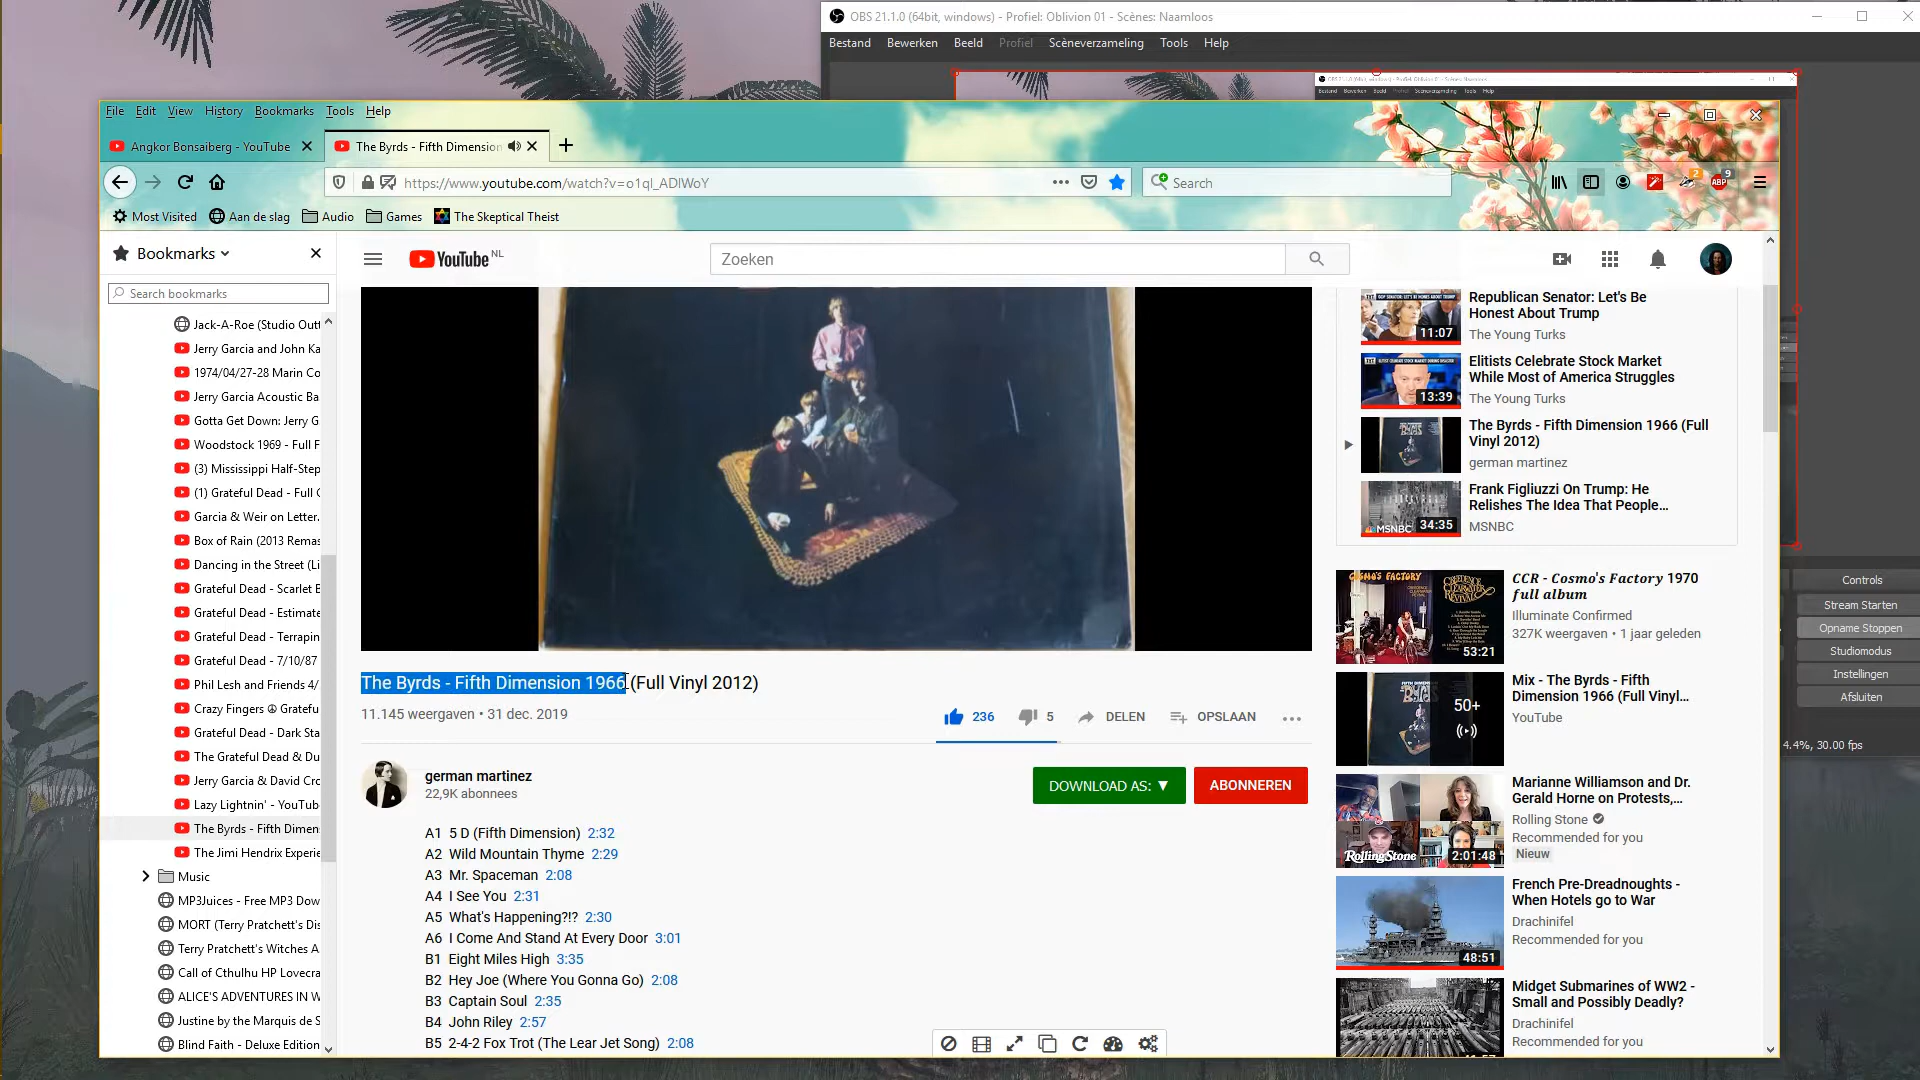 OBS 21.1.0 (64bit, windows) - Profiel: Oblivion 01 - Scènes: Naamloos
Bestand Bewerken Beeld Profiel Scèneverzameling Tools Help
File Edit View History Bookmarks Tools Help
Angkor Bonsaiberg - YouTube
The Byrds - Fifth Dimension
https://www.youtube.com/watch?v=o1ql_ADlWoY
Search
2
9
ABP
Most Visited Aan de slag Audio Games The Skeptical Theist
Bookmarks
Search bookmarks
Jack-A-Roe (Studio Outt
Jerry Garcia and John Ka
1974/04/27-28 Marin Co
Jerry Garcia Acoustic Ba
Gotta Get Down: Jerry G
Woodstock 1969 - Full F
(3) Mississippi Half-Step
(1) Grateful Dead - Full C
Garcia & Weir on Letter.
Box of Rain (2013 Remas
Dancing in the Street (Li
Grateful Dead - Scarlet B
Grateful Dead - Estimate
Grateful Dead - Terrapin
Grateful Dead - 7/10/87
Phil Lesh and Friends 4/
Crazy Fingers ☮ Gratefu
Grateful Dead - Dark Sta
The Grateful Dead & Du
Jerry Garcia & David Cro
Lazy Lightnin' - YouTub
The Byrds - Fifth Dimens
The Jimi Hendrix Experie
Music
MP3Juices - Free MP3 Dow
MORT (Terry Pratchett's Dis
Terry Pratchett's Witches A
Call of Cthulhu HP Lovecra
ALICE'S ADVENTURES IN W
Justine by the Marquis de S
Blind Faith - Deluxe Edition
YouTube NL
Zoeken
The Byrds - Fifth Dimension 1966 (Full Vinyl 2012)
11.145 weergaven • 31 dec. 2019
236 5 DELEN OPSLAAN
german martinez
22,9K abonnees
DOWNLOAD AS: ▼ ABONNEREN
A1 5 D (Fifth Dimension) 2:32
A2 Wild Mountain Thyme 2:29
A3 Mr. Spaceman 2:08
A4 I See You 2:31
A5 What's Happening?!? 2:30
A6 I Come And Stand At Every Door 3:01
B1 Eight Miles High 3:35
B2 Hey Joe (Where You Gonna Go) 2:08
B3 Captain Soul 2:35
B4 John Riley 2:57
B5 2-4-2 Fox Trot (The Lear Jet Song) 2:08
Republican Senator: Let's Be
Honest About Trump
The Young Turks
11:07
Elitists Celebrate Stock Market
While Most of America Struggles
The Young Turks
13:39
The Byrds - Fifth Dimension 1966 (Full
Vinyl 2012)
german martinez
Frank Figliuzzi On Trump: He
Relishes The Idea That People...
MSNBC
MSNBC 34:35
COSMO'S FACTORY
CREEDENCE CLEARWATER REVIVAL
53:21
CCR - Cosmo's Factory 1970
full album
Illuminate Confirmed
327K weergaven • 1 jaar geleden
50+
Mix - The Byrds - Fifth
Dimension 1966 (Full Vinyl...
YouTube
RollingStone 2:01:48
Marianne Williamson and Dr.
Gerald Horne on Protests,...
Rolling Stone
Recommended for you
Nieuw
48:51
French Pre-Dreadnoughts -
When Hotels go to War
Drachinifel
Recommended for you
Midget Submarines of WW2 -
Small and Possibly Deadly?
Drachinifel
Recommended for you
Controls
Stream Starten
Opname Stoppen
Studiomodus
Instellingen
Afsluiten
4.4%, 30.00 fps